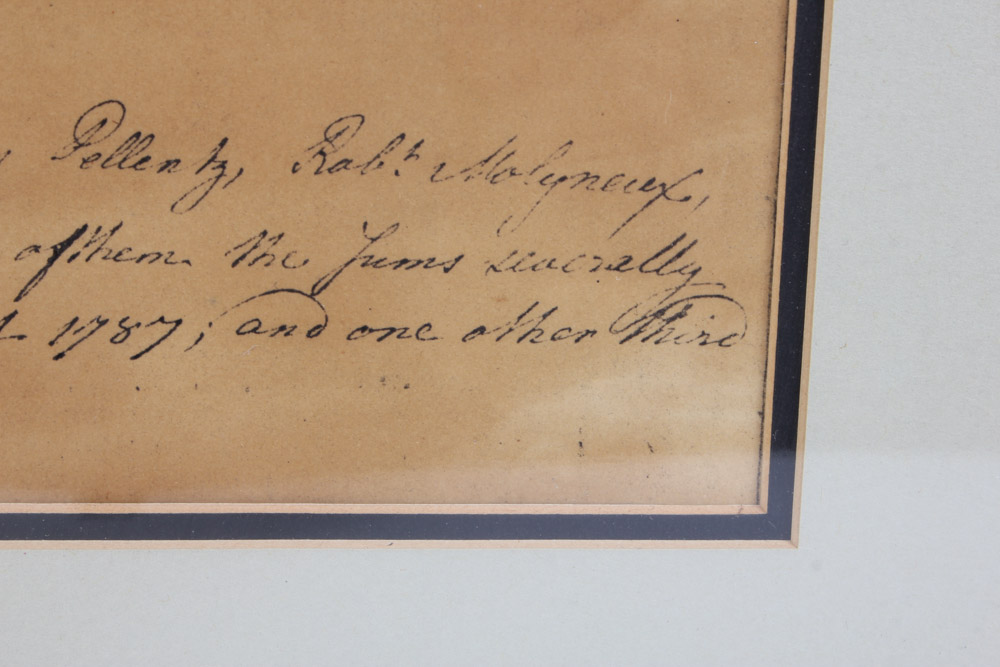 Pellentz, Robt. Molyneux,
of them the Sums severally
1787; and one other third